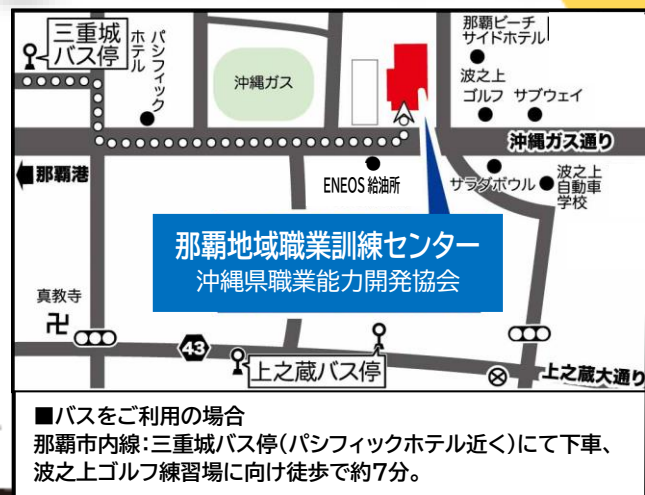 三重城
バス停
パシフィック
ホテル
沖縄ガス
那覇ビーチ
サイドホテル
波之上
ゴルフ
サブウェイ
沖縄ガス通り
那覇港
ENEOS 給油所
サラダボウル
波之上
自動車
学校
那覇地域職業訓練センター
沖縄県職業能力開発協会
真教寺
卍
43
上之蔵バス停
上之蔵大通り
■バスをご利用の場合
那覇市内線:三重城バス停(パシフィックホテル近く)にて下車、
波之上ゴルフ練習場に向け徒歩で約7分。